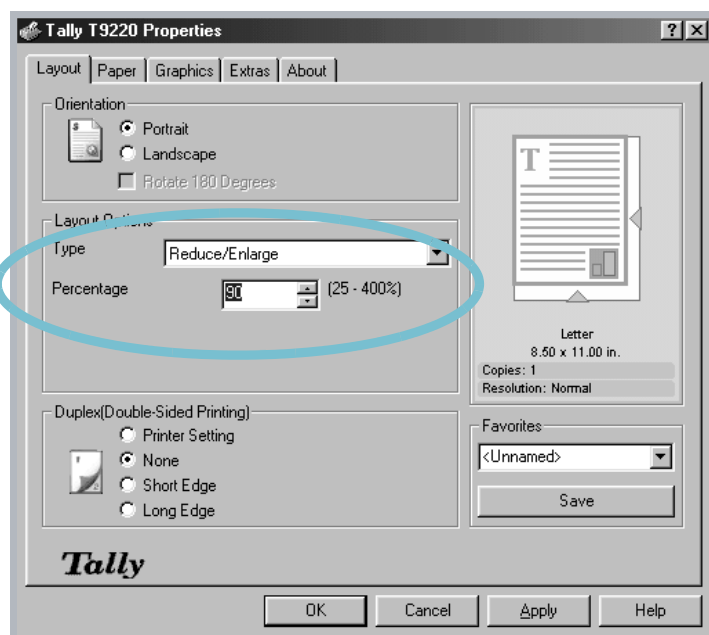 Tally T9220 Properties
Layout Paper Graphics Extras About
Orientation
Portrait
Landscape
Rotate 180 Degrees
Layout Options
Type
Reduce/Enlarge
Percentage
90
(25 - 400%)
Duplex(Double-Sided Printing)
Printer Setting
None
Short Edge
Long Edge
T
Letter
8.50 x 11.00 in.
Copies: 1
Resolution: Normal
Favorites
<Unnamed>
Save
Tally
OK Cancel Apply Help